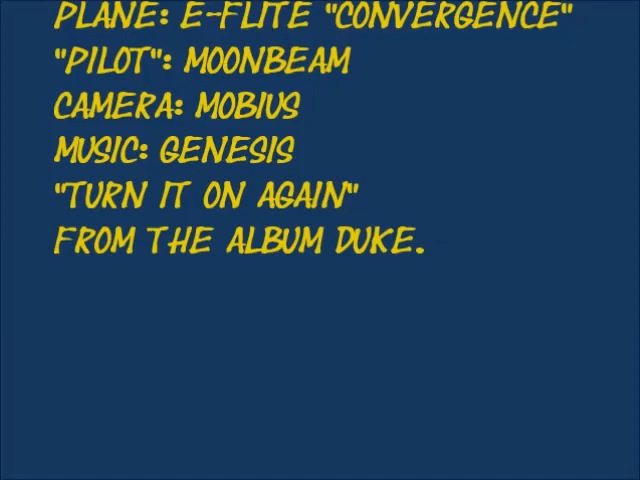 PLANE: E-FLITE "CONVERGENCE"
"PILOT": MOONBEAM
CAMERA: MOBIUS
MUSIC: GENESIS
"TURN IT ON AGAIN"
FROM THE ALBUM DUKE.